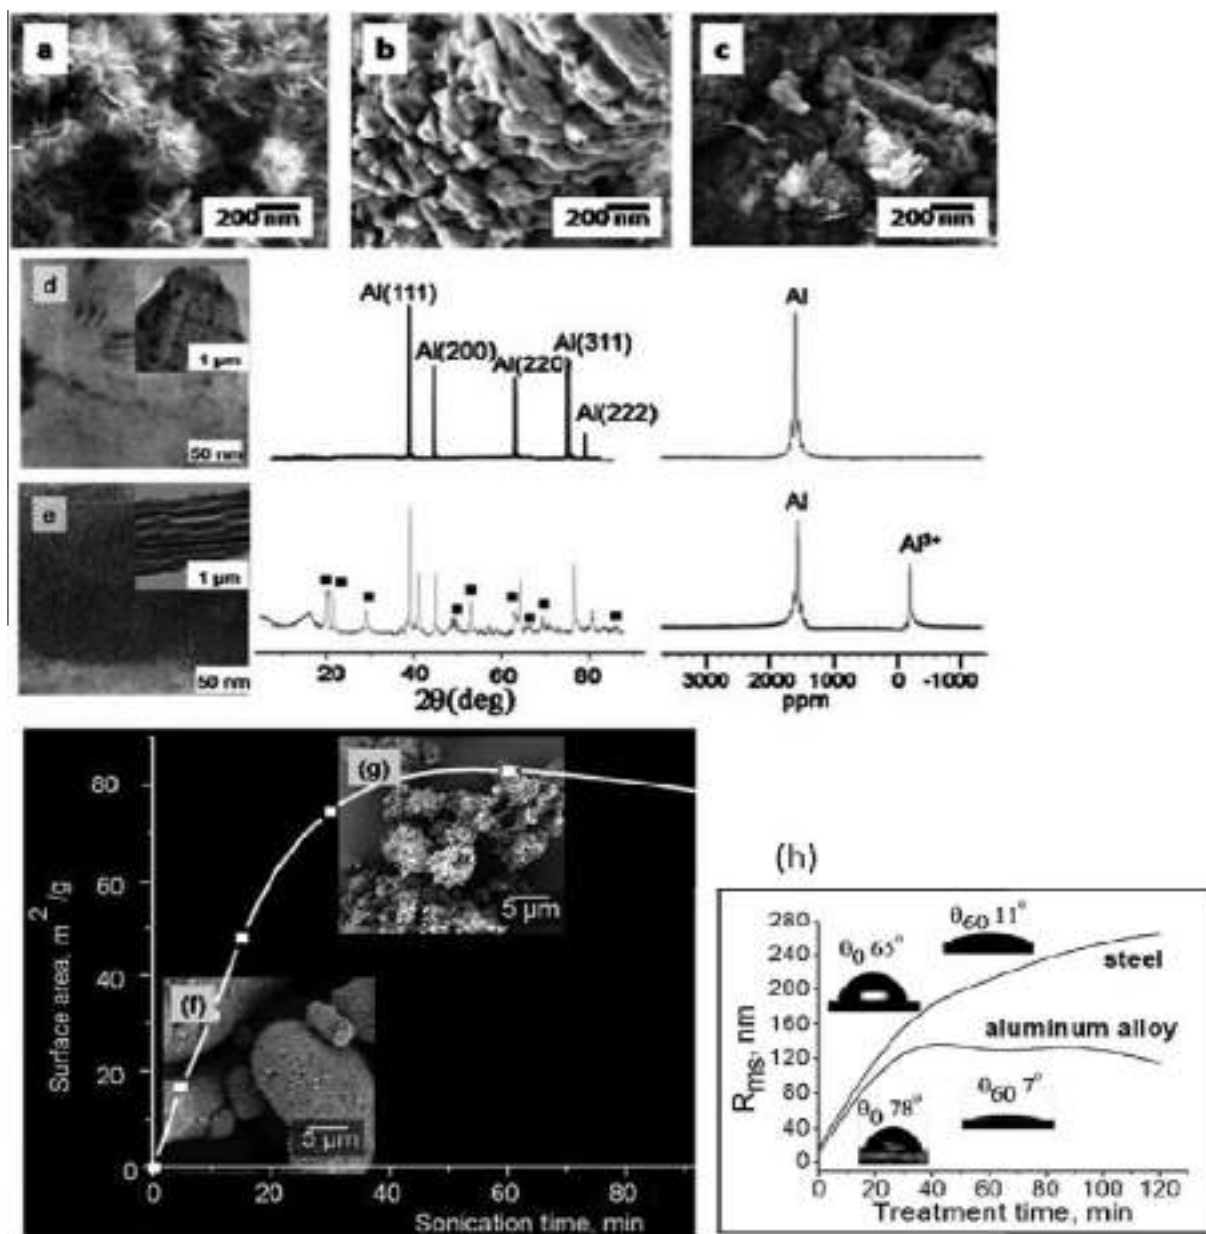 a
b
c
200 nm
200 nm
200 nm
d
1 µm
50 nm
Al(111)
Al(200)
Al(220
Al(311)
Al(222)
Al
e
1 µm
50 nm
Al
Al³⁺
20 40 60 80
2θ(deg)
3000 2000 1000 0 -1000
ppm
(g)
5 µm
(f)
5 µm
80
60
40
20
0
Surface area, m² /g
0 20 40 60 80
Sonication time, min
(h)
280
240
200
160
120
80
40
0
Rms, nm
θ0 65°
θ60 11°
steel
aluminum alloy
θ0 78°
θ60 7°
0 20 40 60 80 100 120
Treatment time, min